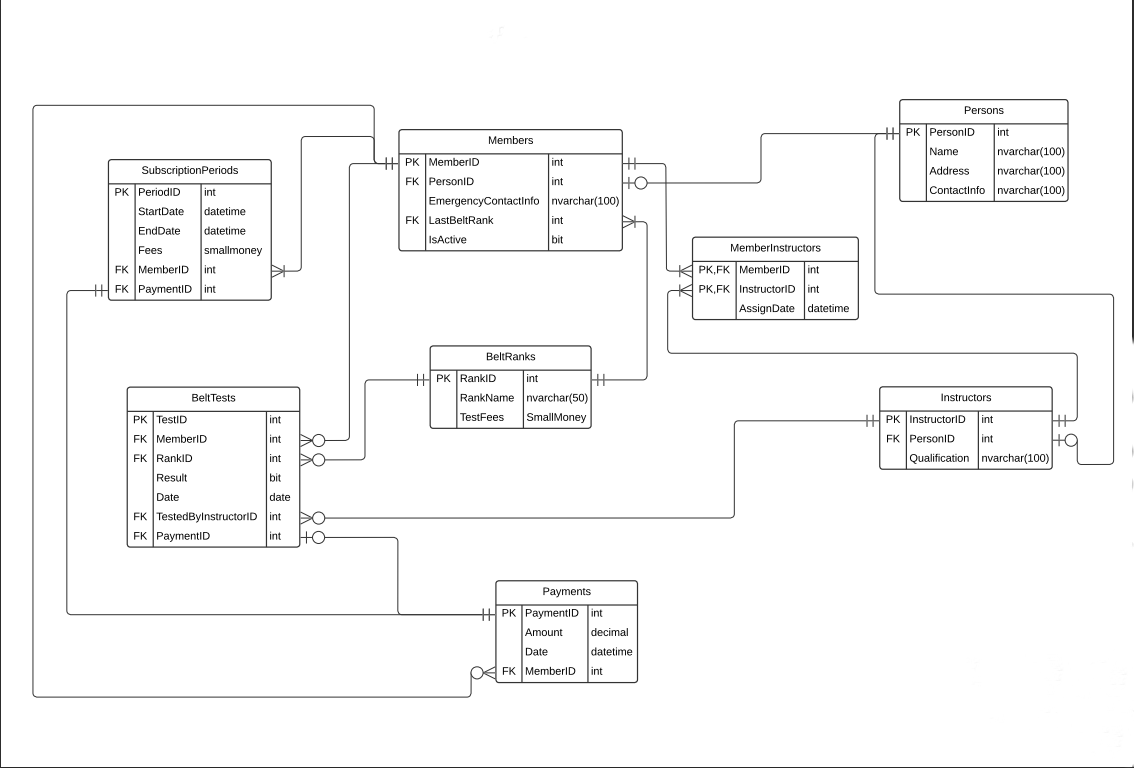 Persons
PK PersonID int
Name nvarchar(100)
Address nvarchar(100)
ContactInfo nvarchar(100)
Members
PK MemberID int
FK PersonID int
EmergencyContactInfo nvarchar(100)
FK LastBeltRank int
IsActive bit
SubscriptionPeriods
PK PeriodID int
StartDate datetime
EndDate datetime
Fees smallmoney
FK MemberID int
FK PaymentID int
MemberInstructors
PK,FK MemberID int
PK,FK InstructorID int
AssignDate datetime
BeltRanks
PK RankID int
RankName nvarchar(50)
TestFees SmallMoney
BeltTests
PK TestID int
FK MemberID int
FK RankID int
Result bit
Date date
FK TestedByInstructorID int
FK PaymentID int
Instructors
PK InstructorID int
FK PersonID int
Qualification nvarchar(100)
Payments
PK PaymentID int
Amount decimal
Date datetime
FK MemberID int